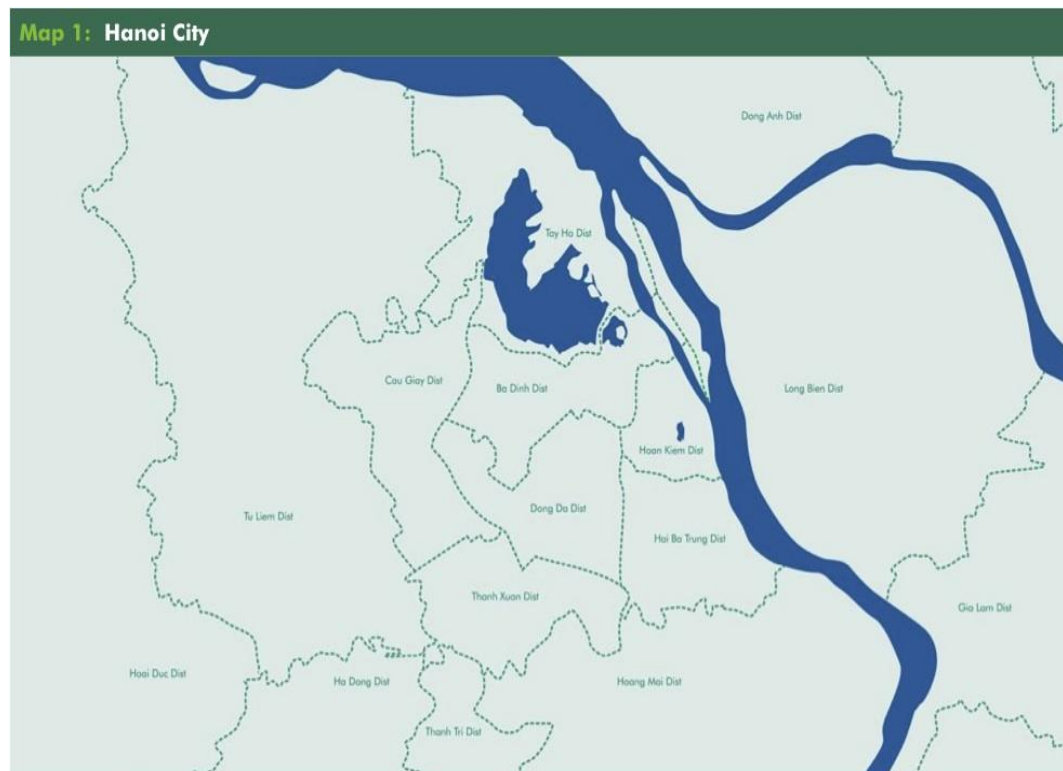 Map 1: Hanoi City
Dong Anh Dist
Tay Ho Dist
Cau Giay Dist
Ba Dinh Dist
Long Bien Dist
Hoan Kiem Dist
Dong Da Dist
Tu Liem Dist
Hai Ba Trung Dist
Thanh Xuan Dist
Gia Lam Dist
Hoai Duc Dist
Ha Dong Dist
Hoang Mai Dist
Thanh Tri Dist